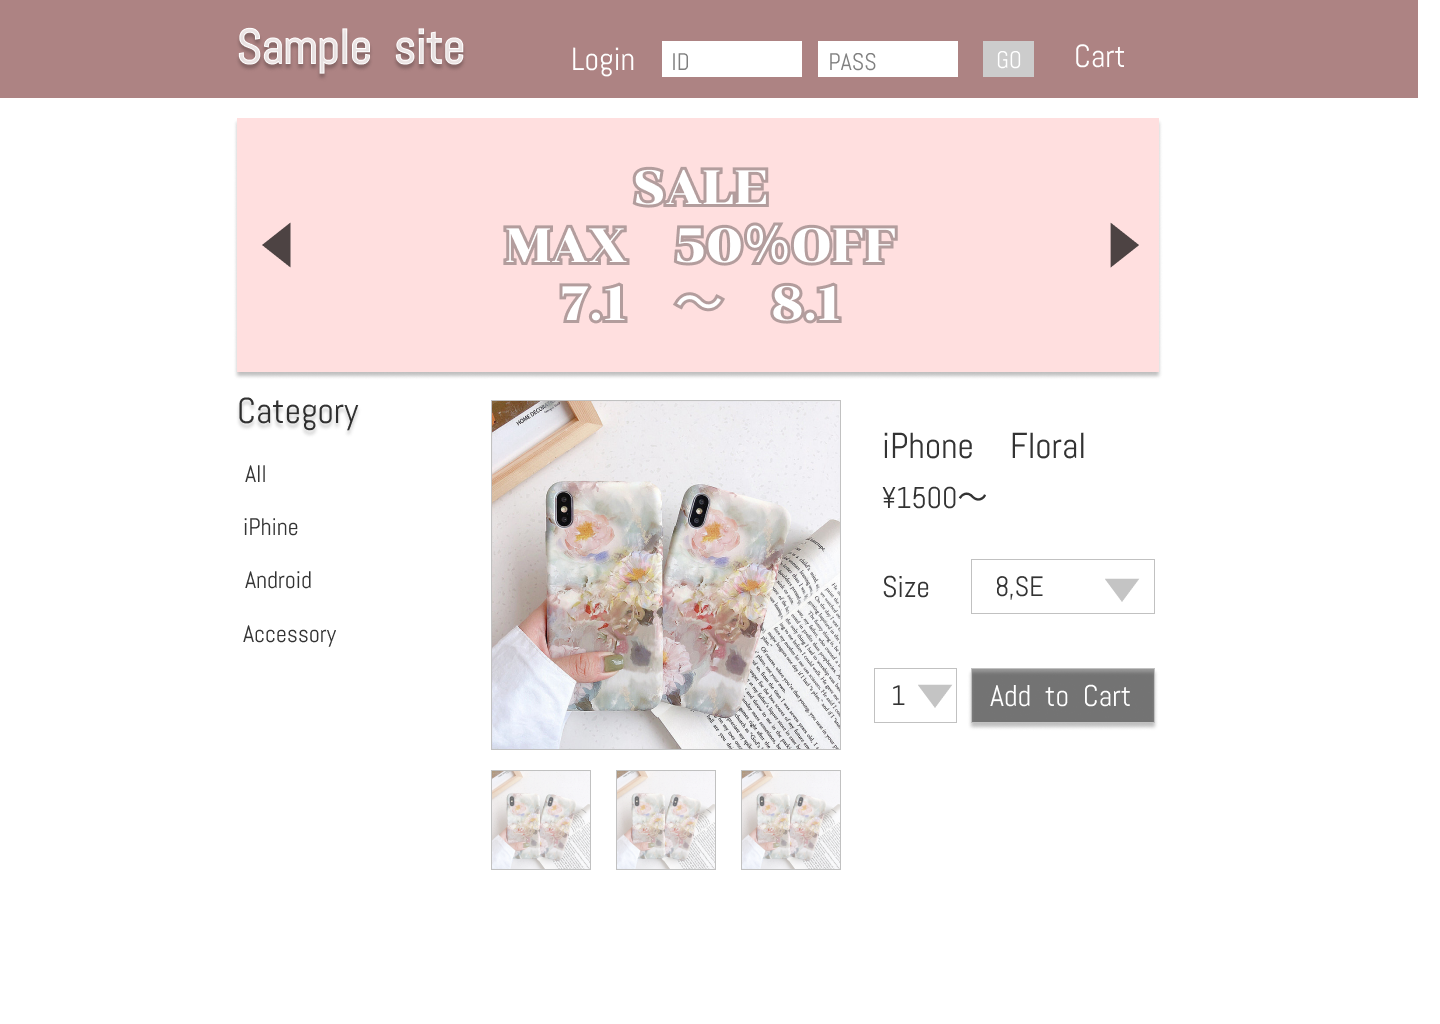 Sample site
Login
ID
PASS
GO
Cart
SALE
MAX 50%OFF
7.1 ～ 8.1
Category
All
iPhine
Android
Accessory
HOME DECORA
iPhone Floral
¥1500～
Size
8,SE
1
Add to Cart